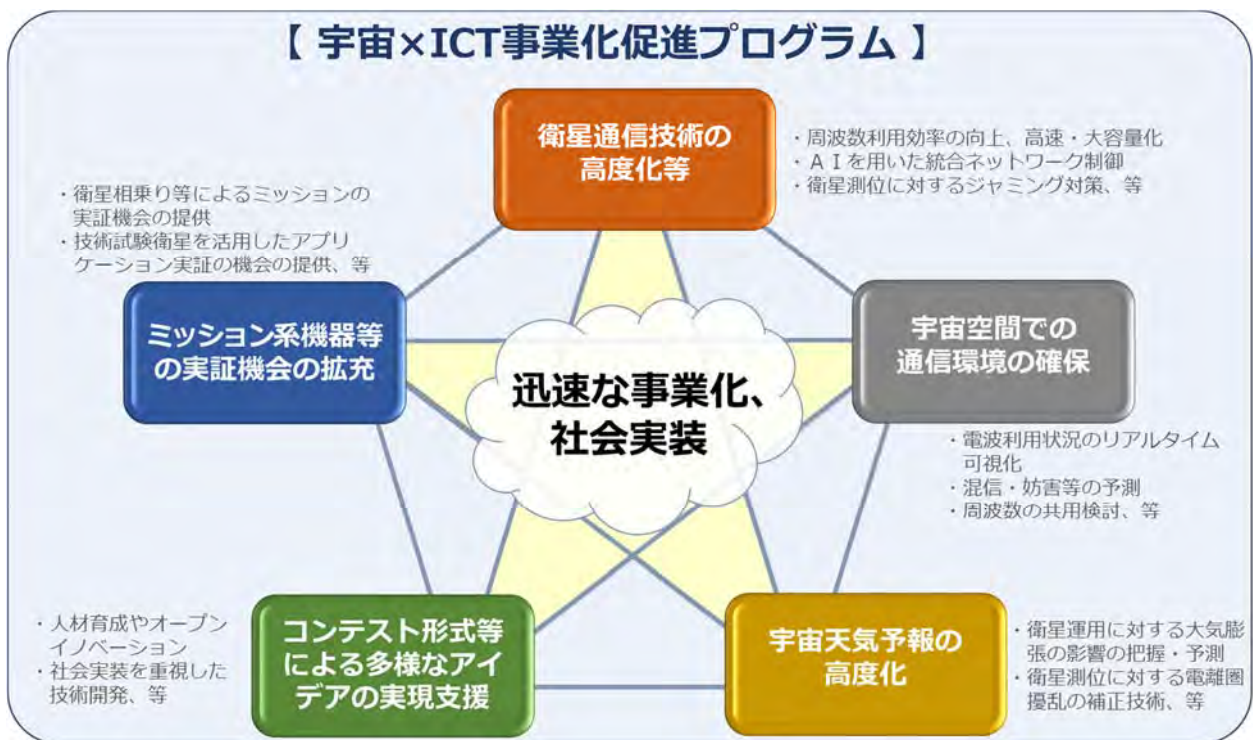 【 宇宙×ICT事業化促進プログラム 】
衛星通信技術の
高度化等
・周波数利用効率の向上、高速・大容量化
・ＡＩを用いた統合ネットワーク制御
・衛星測位に対するジャミング対策、等
・衛星相乗り等によるミッションの
実証機会の提供
・技術試験衛星を活用したアプリ
ケーション実証の機会の提供、等
ミッション系機器等
の実証機会の拡充
宇宙空間での
通信環境の確保
迅速な事業化、
社会実装
・電波利用状況のリアルタイム
可視化
・混信・妨害等の予測
・周波数の共用検討、等
・人材育成やオープン
イノベーション
・社会実装を重視した
技術開発、等
コンテスト形式等
による多様なアイ
デアの実現支援
宇宙天気予報の
高度化
・衛星運用に対する大気膨
張の影響の把握・予測
・衛星測位に対する電離圏
擾乱の補正技術、等